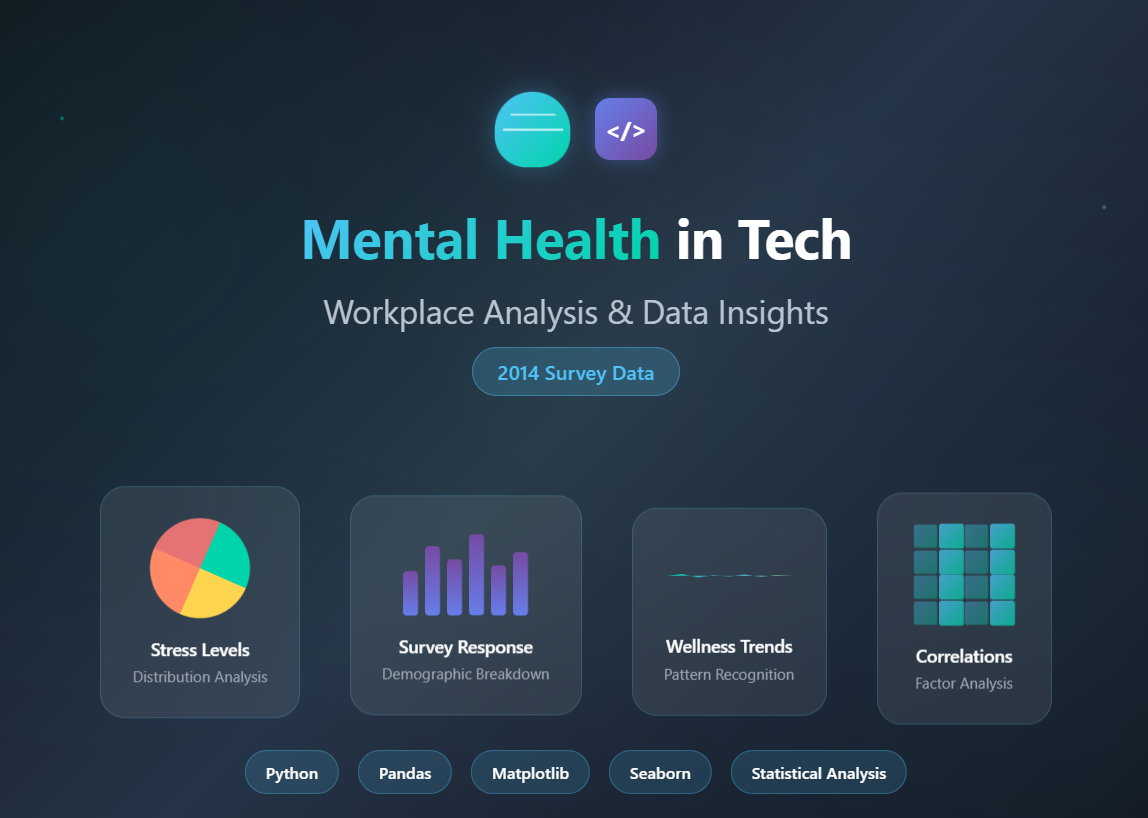 </>
Mental Health in Tech
Workplace Analysis & Data Insights
2014 Survey Data
Stress Levels
Distribution Analysis
Survey Response
Demographic Breakdown
Wellness Trends
Pattern Recognition
Correlations
Factor Analysis
Python
Pandas
Matplotlib
Seaborn
Statistical Analysis